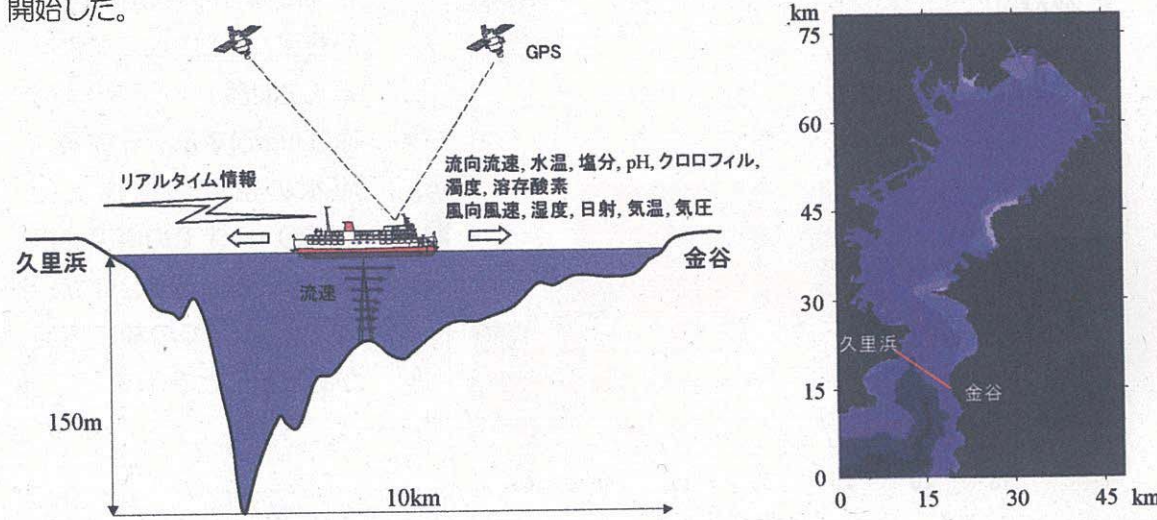 開始した。
GPS
リアルタイム情報
流向流速, 水温, 塩分, pH, クロロフィル,
濁度, 溶存酸素
風向風速, 湿度, 日射, 気温, 気圧
久里浜
金谷
流速
150m
10km
km
75
60
45
30
久里浜
15
金谷
0
0 15 30 45 km